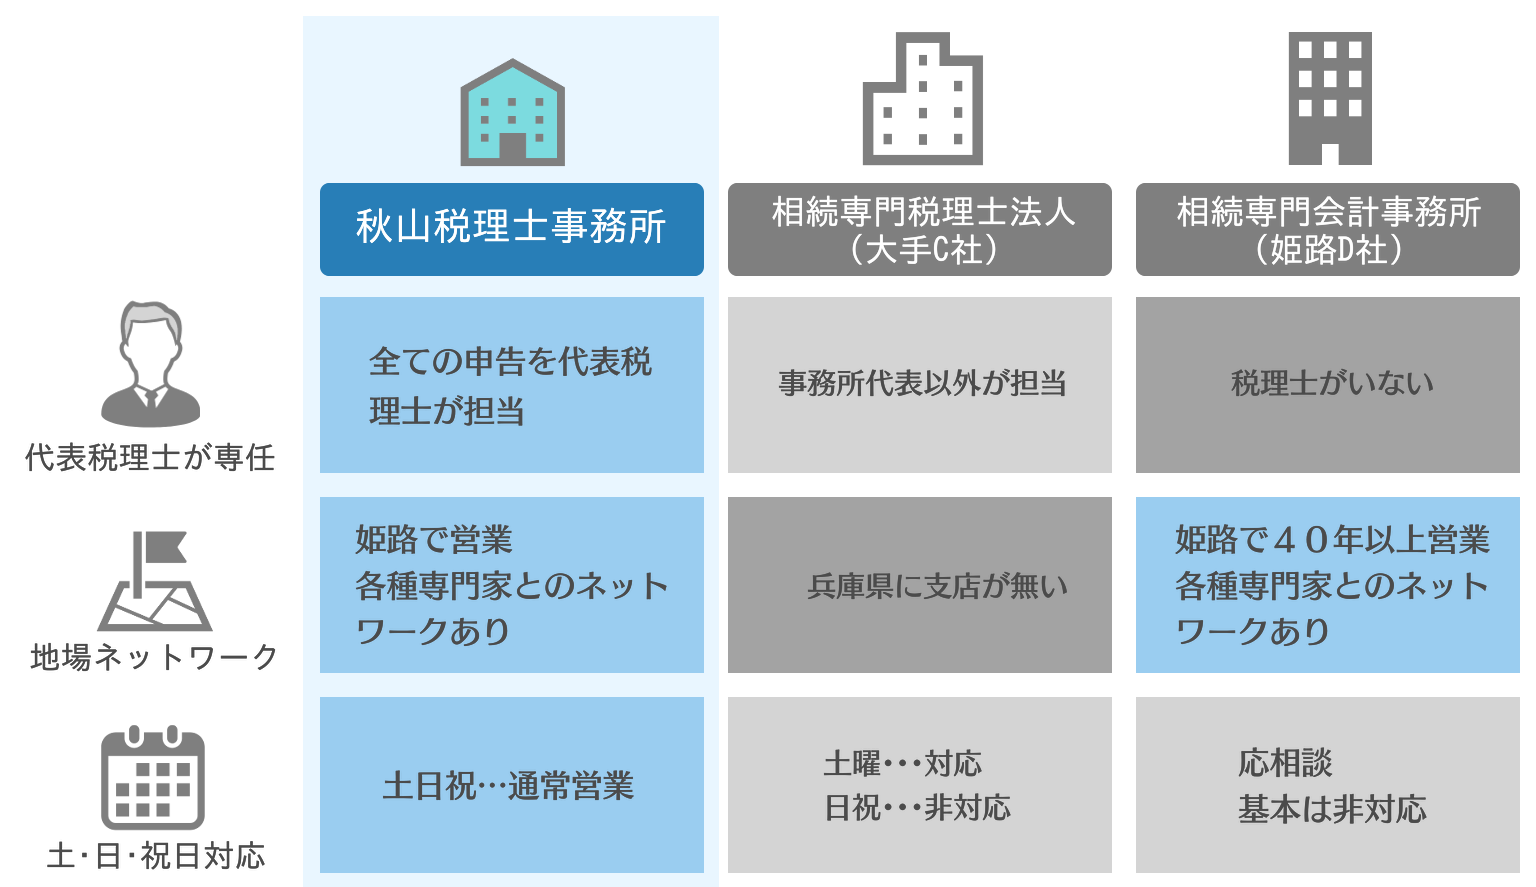 秋山税理士事務所
相続専門税理士法人
（大手C社）
相続専門会計事務所
（姫路D社）
代表税理士が専任
全ての申告を代表税
理士が担当
事務所代表以外が担当
税理士がいない
地場ネットワーク
姫路で営業
各種専門家とのネット
ワークあり
兵庫県に支店が無い
姫路で４０年以上営業
各種専門家とのネット
ワークあり
土・日・祝日対応
土日祝…通常営業
土曜･･･対応
日祝･･･非対応
応相談
基本は非対応